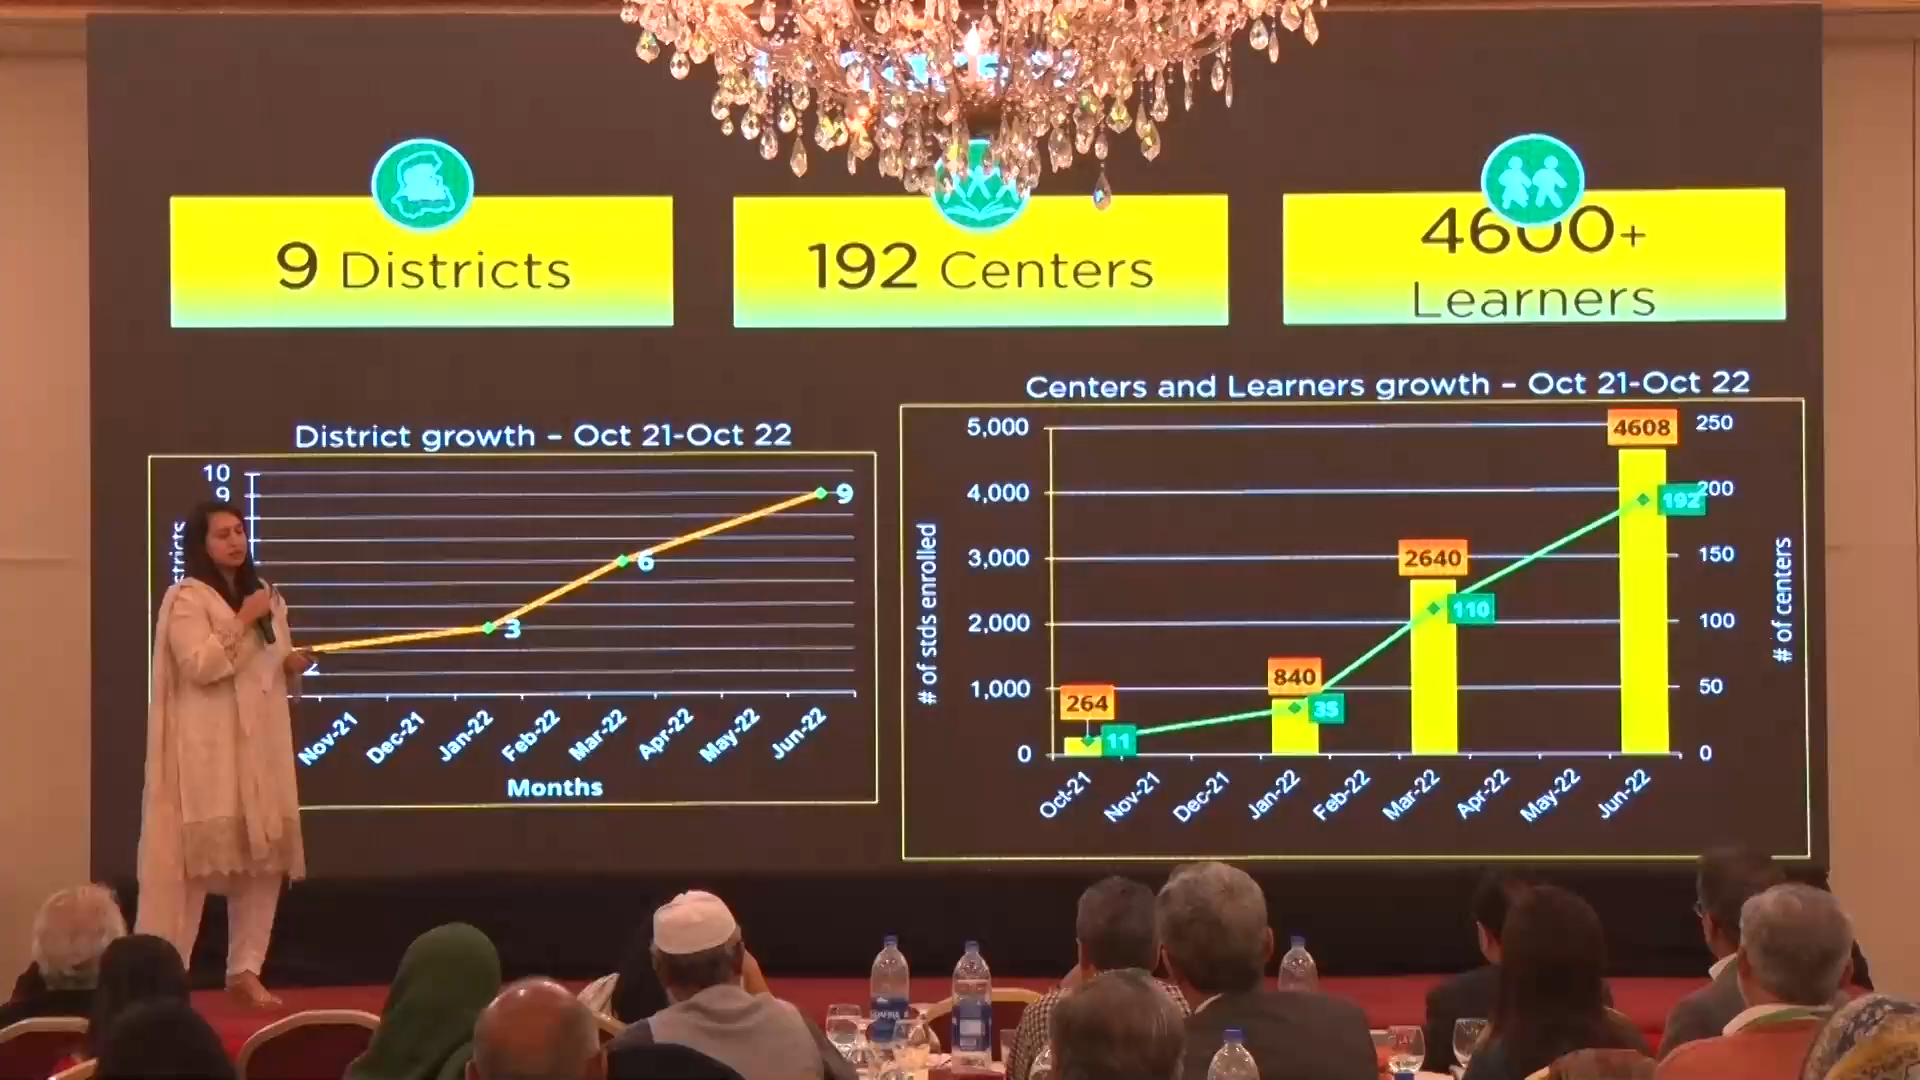 9 Districts
192 Centers
4600+
Learners
District growth – Oct 21-Oct 22
10
9
9
6
3
2
Nov-21
Dec-21
Jan-22
Feb-22
Mar-22
Apr-22
May-22
Jun-22
Months
Centers and Learners growth – Oct 21-Oct 22
# of stds enrolled
5,000
4,000
3,000
2,000
1,000
0
264
840
2640
4608
11
35
110
192
250
200
150
100
50
0
# of centers
Oct-21
Nov-21
Dec-21
Jan-22
Feb-22
Mar-22
Apr-22
May-22
Jun-22